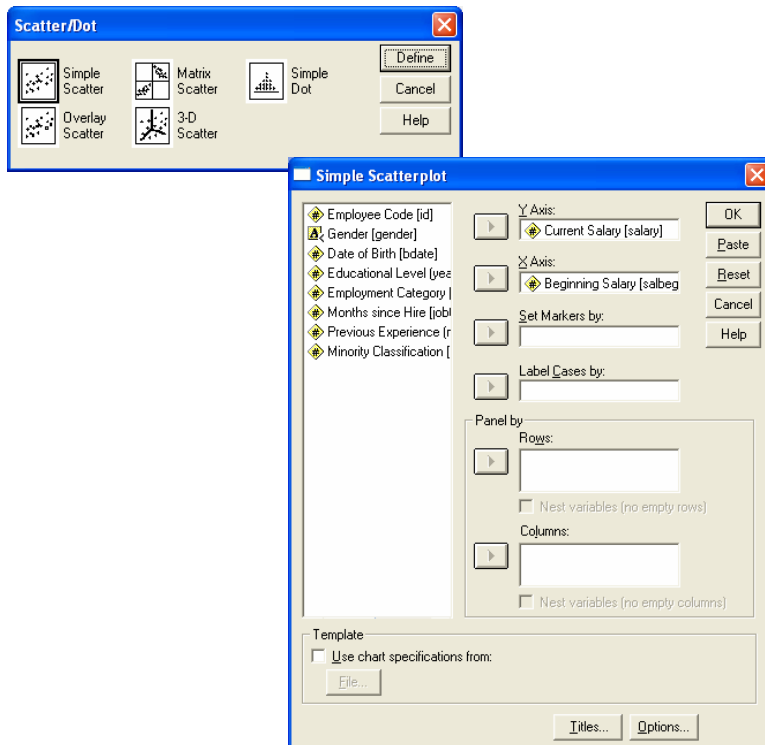 Scatter/Dot
Simple Scatter
Matrix Scatter
Simple Dot
Overlay Scatter
3-D Scatter
Define
Cancel
Help
Simple Scatterplot
Employee Code [id]
Gender [gender]
Date of Birth [bdate]
Educational Level (yea
Employment Category [
Months since Hire [jobt
Previous Experience (r
Minority Classification [
Y Axis:
Current Salary [salary]
X Axis:
Beginning Salary [salbeg
Set Markers by:
Label Cases by:
Panel by
Rows:
Nest variables (no empty rows)
Columns:
Nest variables (no empty columns)
OK
Paste
Reset
Cancel
Help
Template
Use chart specifications from:
File...
Titles...
Options...